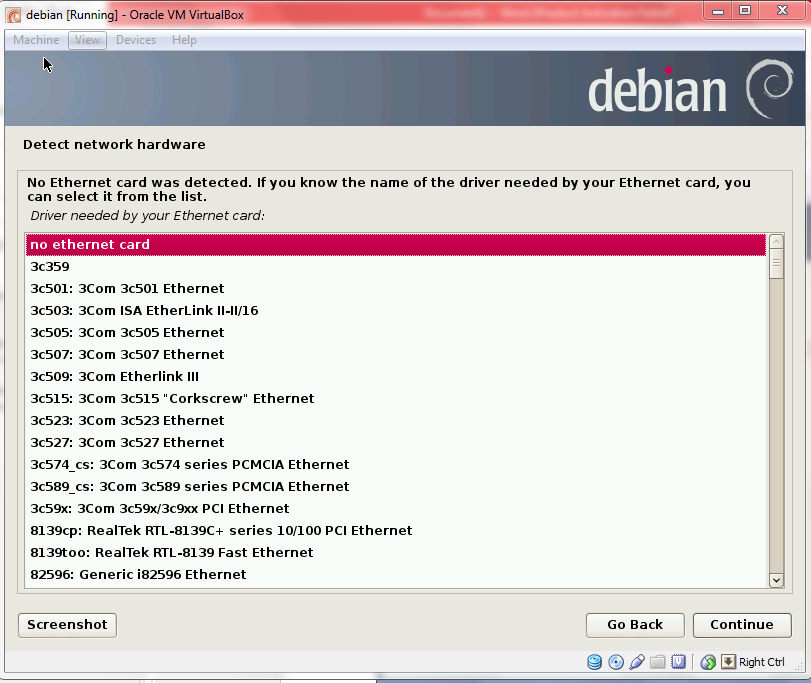 debian [Running] - Oracle VM VirtualBox
Machine View Devices Help
debian
Detect network hardware
No Ethernet card was detected. If you know the name of the driver needed by your Ethernet card, you
can select it from the list.
Driver needed by your Ethernet card:
no ethernet card
3c359
3c501: 3Com 3c501 Ethernet
3c503: 3Com ISA EtherLink II-II/16
3c505: 3Com 3c505 Ethernet
3c507: 3Com 3c507 Ethernet
3c509: 3Com Etherlink III
3c515: 3Com 3c515 "Corkscrew" Ethernet
3c523: 3Com 3c523 Ethernet
3c527: 3Com 3c527 Ethernet
3c574_cs: 3Com 3c574 series PCMCIA Ethernet
3c589_cs: 3Com 3c589 series PCMCIA Ethernet
3c59x: 3Com 3c59x/3c9xx PCI Ethernet
8139cp: RealTek RTL-8139C+ series 10/100 PCI Ethernet
8139too: RealTek RTL-8139 Fast Ethernet
82596: Generic i82596 Ethernet
Screenshot Go Back Continue
Right Ctrl